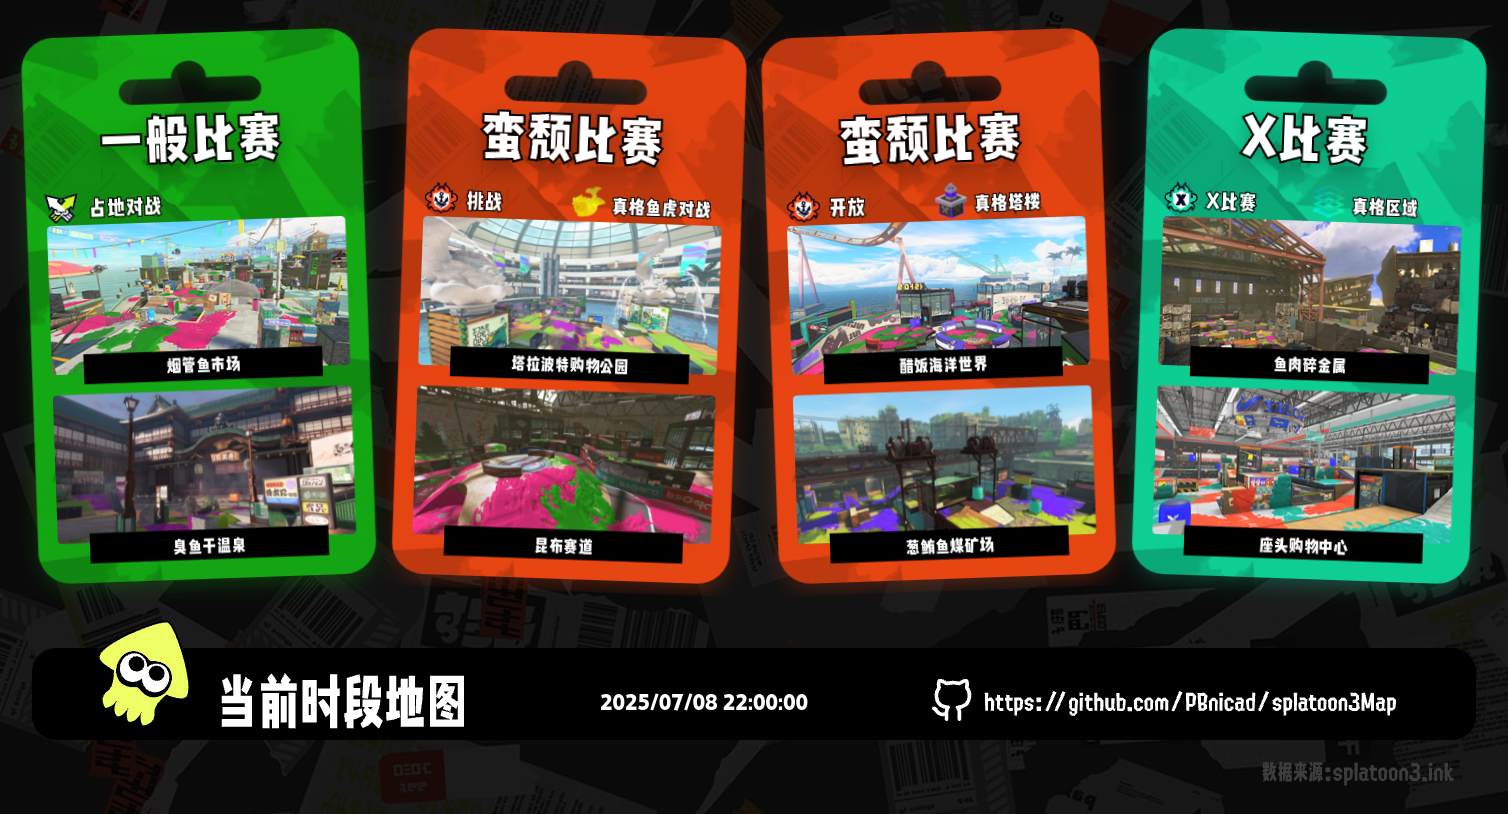 一般比赛
占地对战
烟管鱼市场
臭鱼干温泉
蛮颓比赛
挑战
真格鱼虎对战
塔拉波特购物公园
昆布赛道
蛮颓比赛
开放
真格塔楼
醋饭海洋世界
葱鲔鱼煤矿场
X比赛
X比赛
真格区域
鱼肉碎金属
座头购物中心
当前时段地图
2025/07/08 22:00:00
https://github.com/PBnicad/splatoon3Map
数据来源:splatoon3.ink